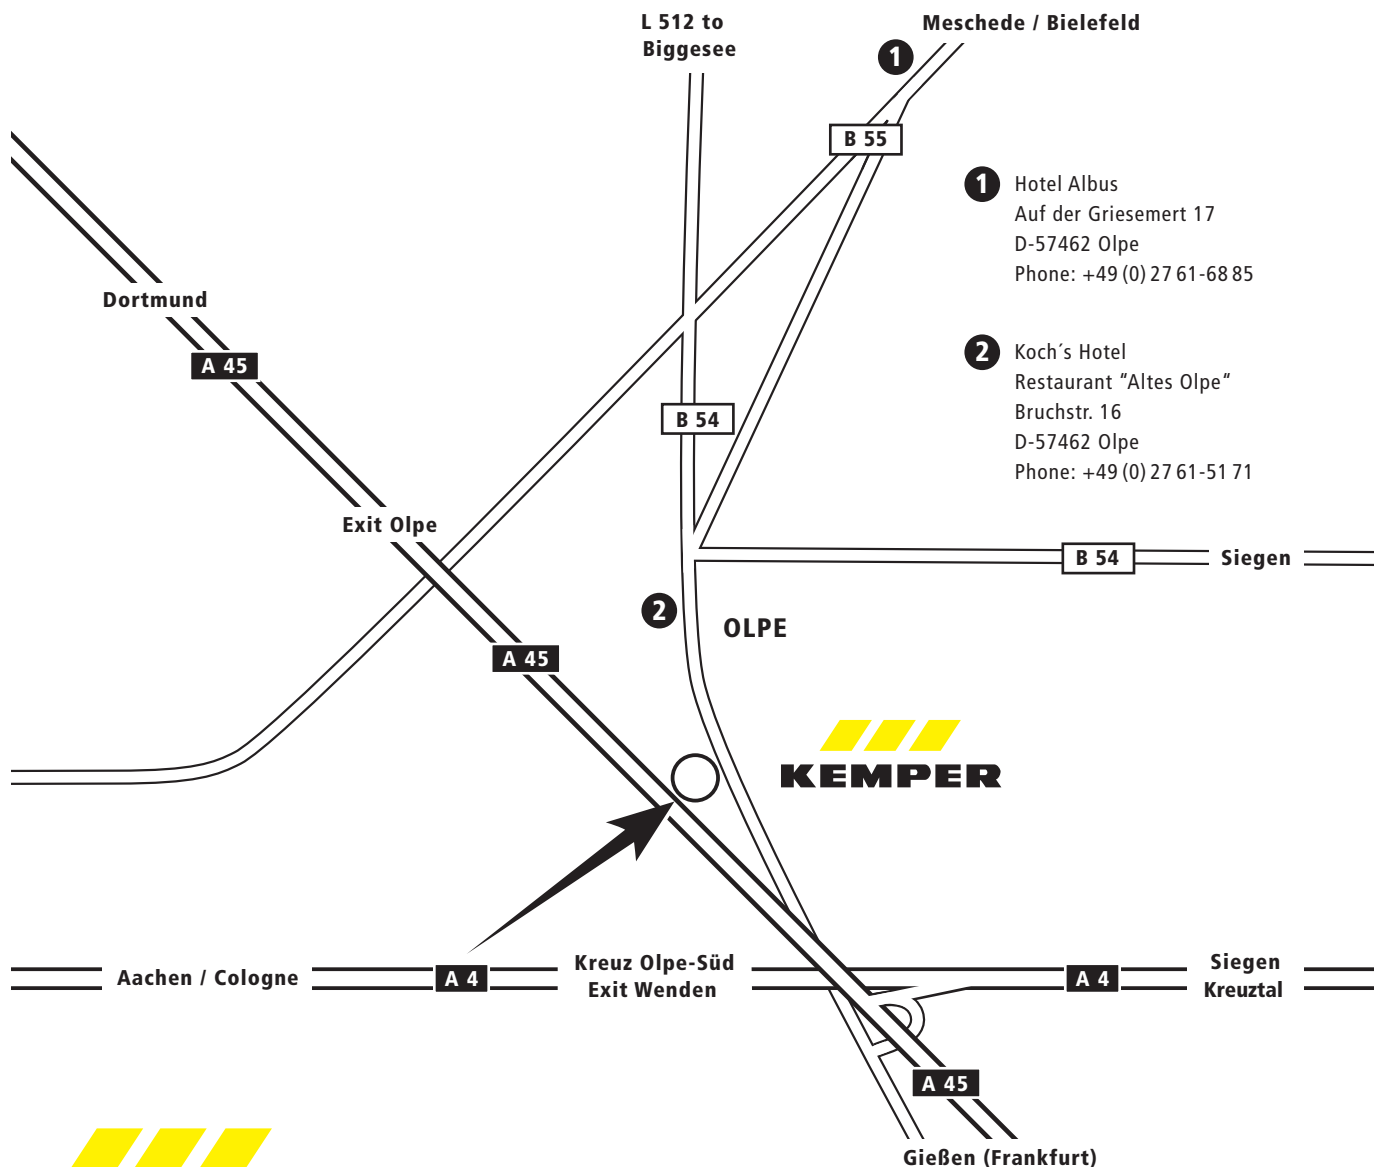 L 512 to
Biggesee
Meschede / Bielefeld
1
B 55
1 Hotel Albus
Auf der Griesemert 17
D-57462 Olpe
Phone: +49 (0) 27 61-68 85
Dortmund
A 45
2 Koch´s Hotel
Restaurant “Altes Olpe“
Bruchstr. 16
D-57462 Olpe
Phone: +49 (0) 27 61-51 71
B 54
Exit Olpe
B 54
Siegen
2
OLPE
A 45
KEMPER
Aachen / Cologne
A 4
Kreuz Olpe-Süd
Exit Wenden
A 4
Siegen
Kreuztal
A 45
Gießen (Frankfurt)